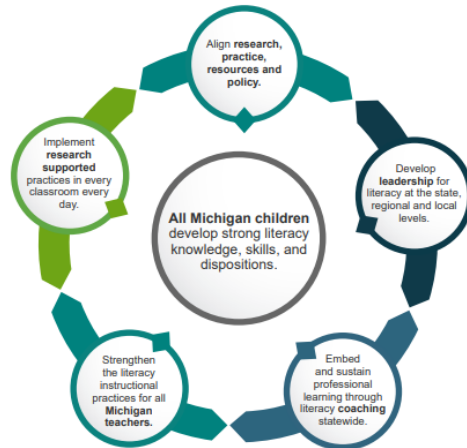 Align research,
practice,
resources and
policy.
Develop
leadership for
literacy at the state,
regional and local
levels.
Embed
and sustain
professional
learning through
literacy coaching
statewide.
Strengthen
the literacy
instructional
practices for all
Michigan
teachers.
Implement
research
supported
practices in every
classroom every
day.
All Michigan children
develop strong literacy
knowledge, skills, and
dispositions.